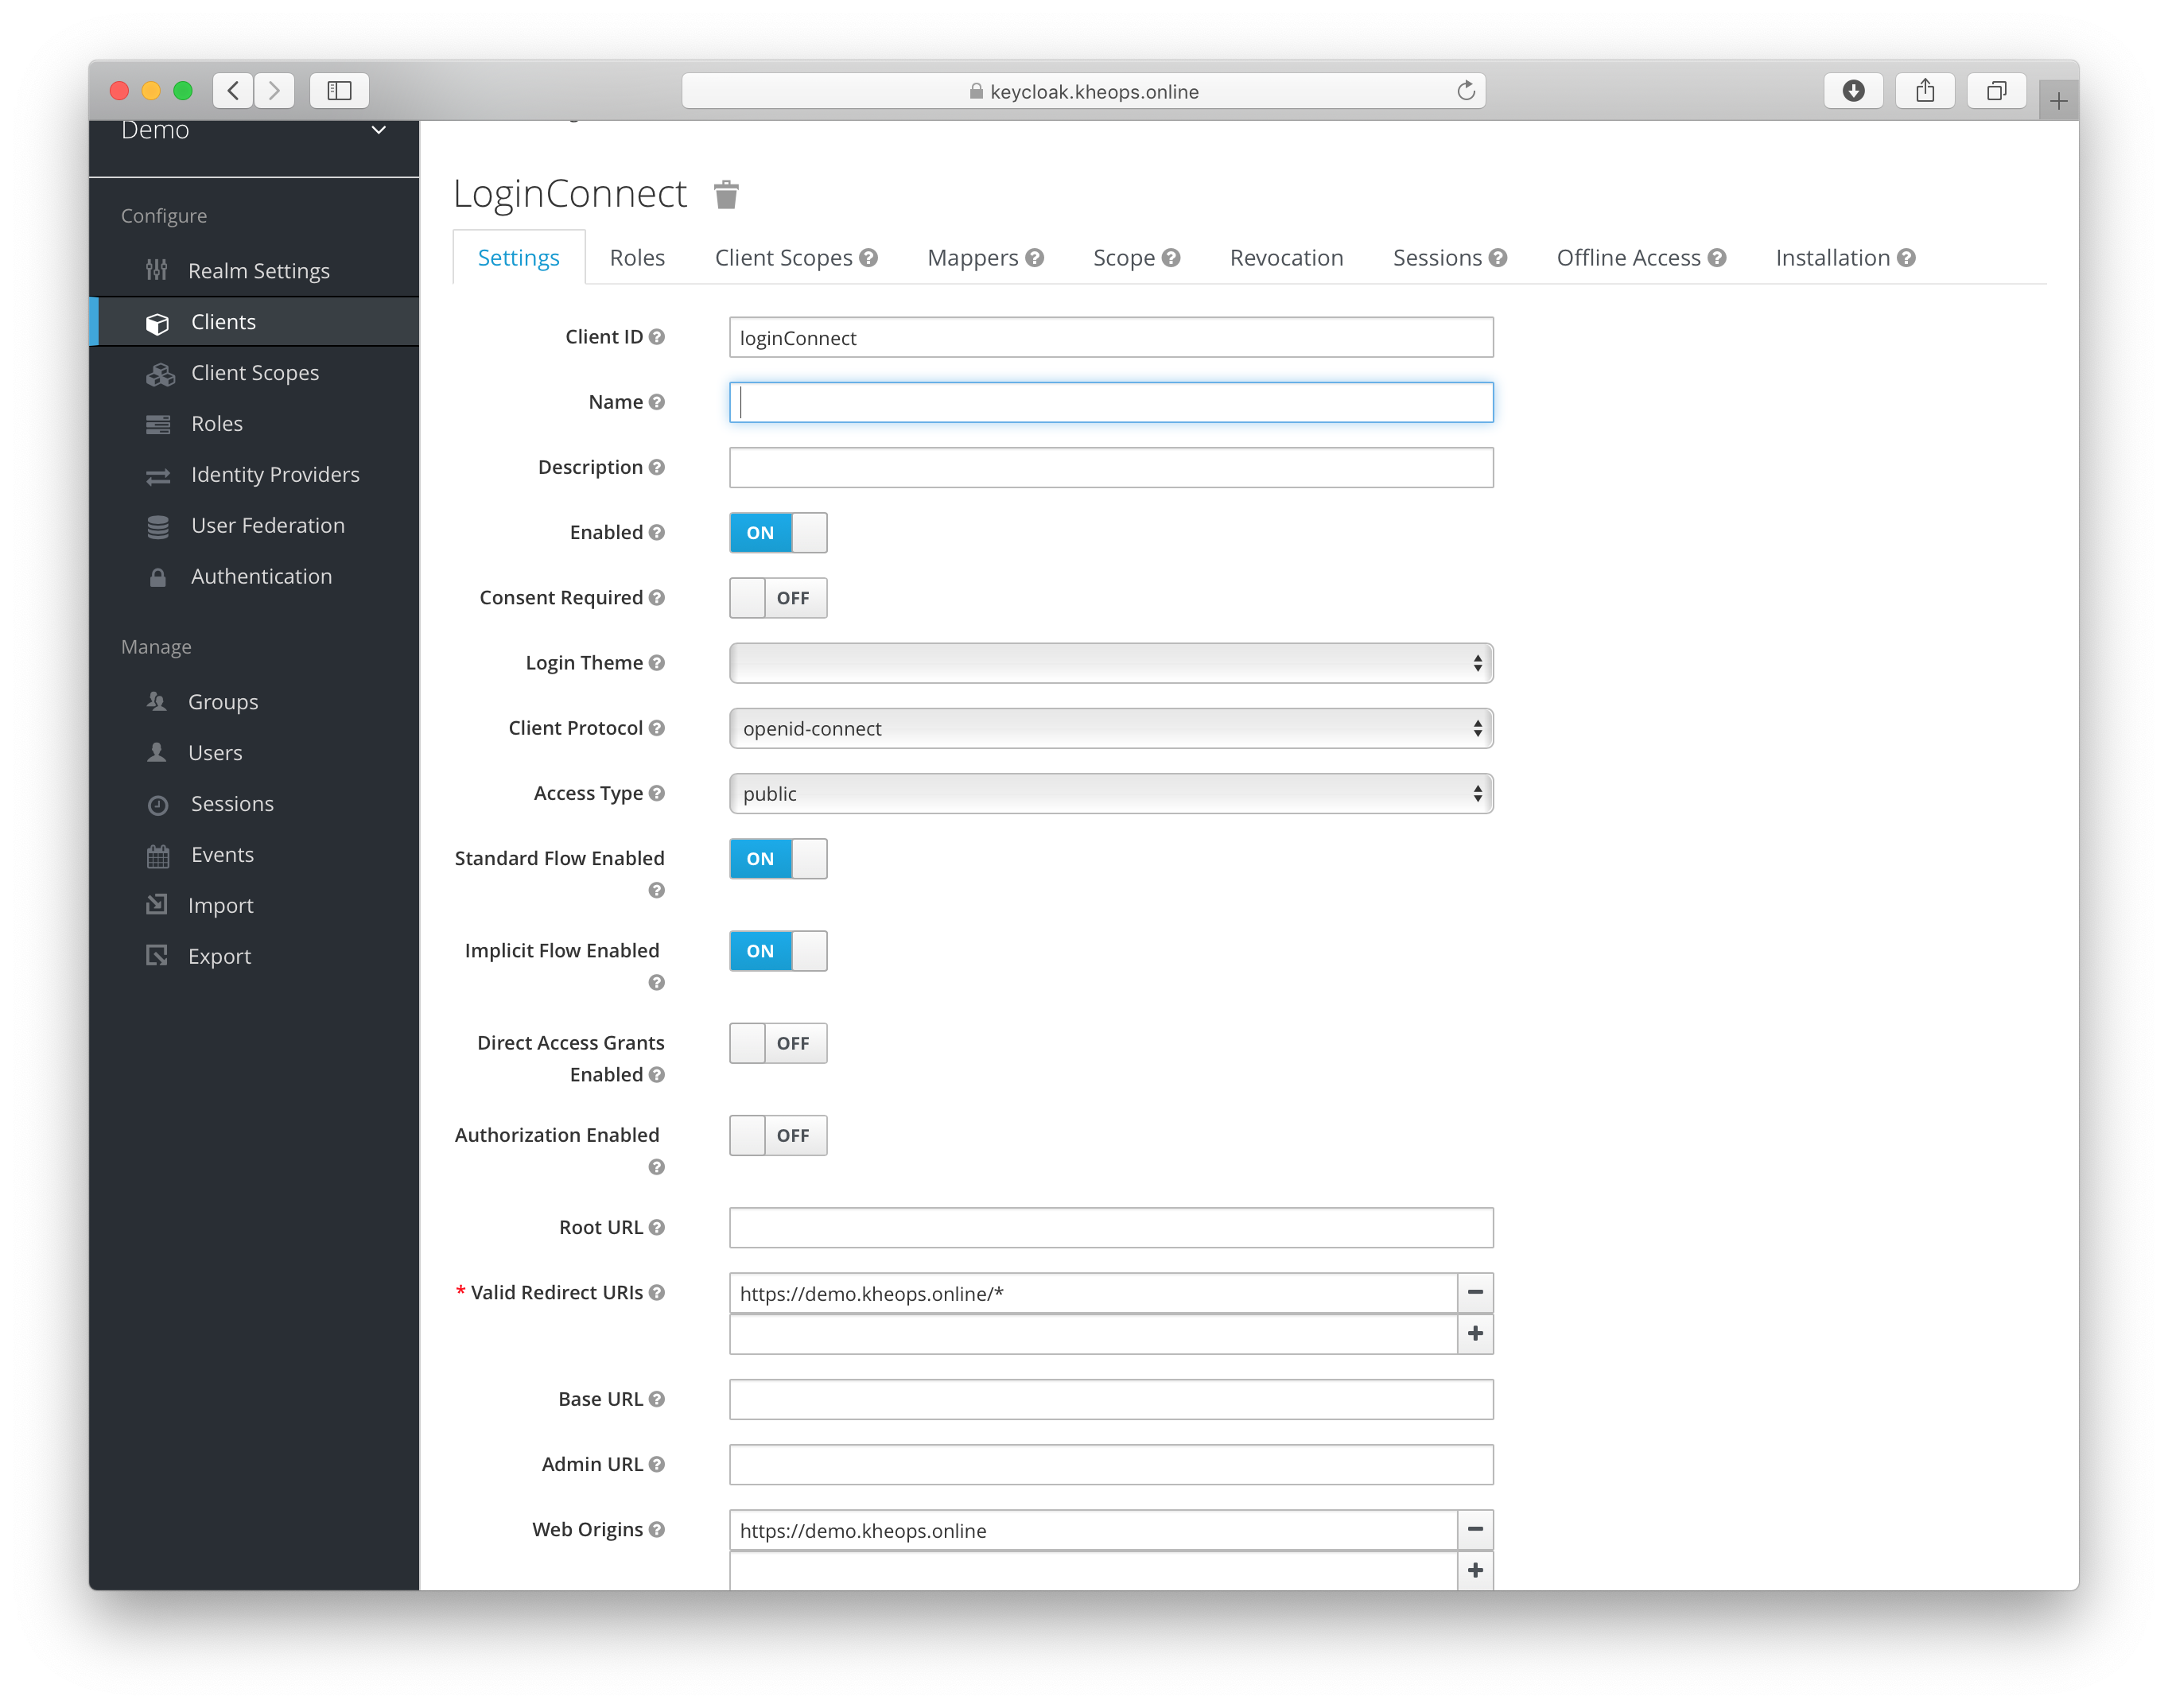 keycloak.kheops.online
Demo
Configure
Realm Settings
Clients
Client Scopes
Roles
Identity Providers
User Federation
Authentication
Manage
Groups
Users
Sessions
Events
Import
Export
LoginConnect
Settings Roles Client Scopes Mappers Scope Revocation Sessions Offline Access Installation
Client ID loginConnect
Name
Description
Enabled ON
Consent Required OFF
Login Theme
Client Protocol openid-connect
Access Type public
Standard Flow Enabled ON
Implicit Flow Enabled ON
Direct Access Grants OFF
Enabled
Authorization Enabled OFF
Root URL
* Valid Redirect URIs https://demo.kheops.online/*
Base URL
Admin URL
Web Origins https://demo.kheops.online